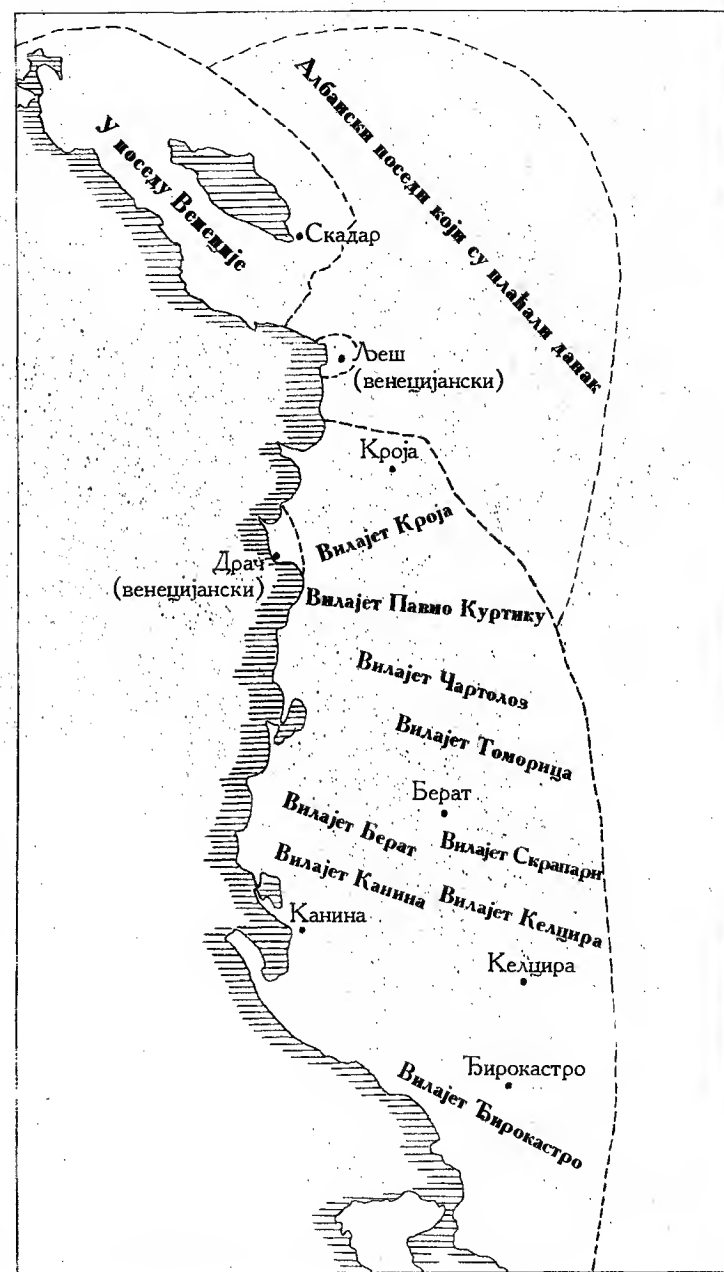 Албански поседи који су плаћали данак
У поседу Венеције
Скадар
Љеш
(венецијански)
Кроја
Вилајет Кроја
Драч
(венецијански)
Вилајет Павло Куртику
Вилајет Чартолоз
Вилајет Томорица
Берат
Вилајет Берат
Вилајет Скрапари
Вилајет Канина
Вилајет Келцира
Канина
Келцира
Ђирокастро
Вилајет Ђирокастро